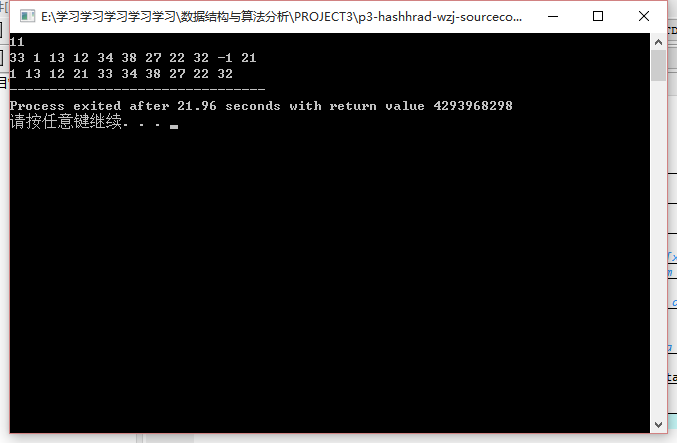 E:\学习学习学习学习学习\数据结构与算法分析\PROJECT3\p3-hashhrad-wzj-sourceco...
11
33 1 13 12 34 38 27 22 32 -1 21
1 13 12 21 33 34 38 27 22 32
--------------------------------
Process exited after 21.96 seconds with return value 4293968298
请按任意键继续. . .